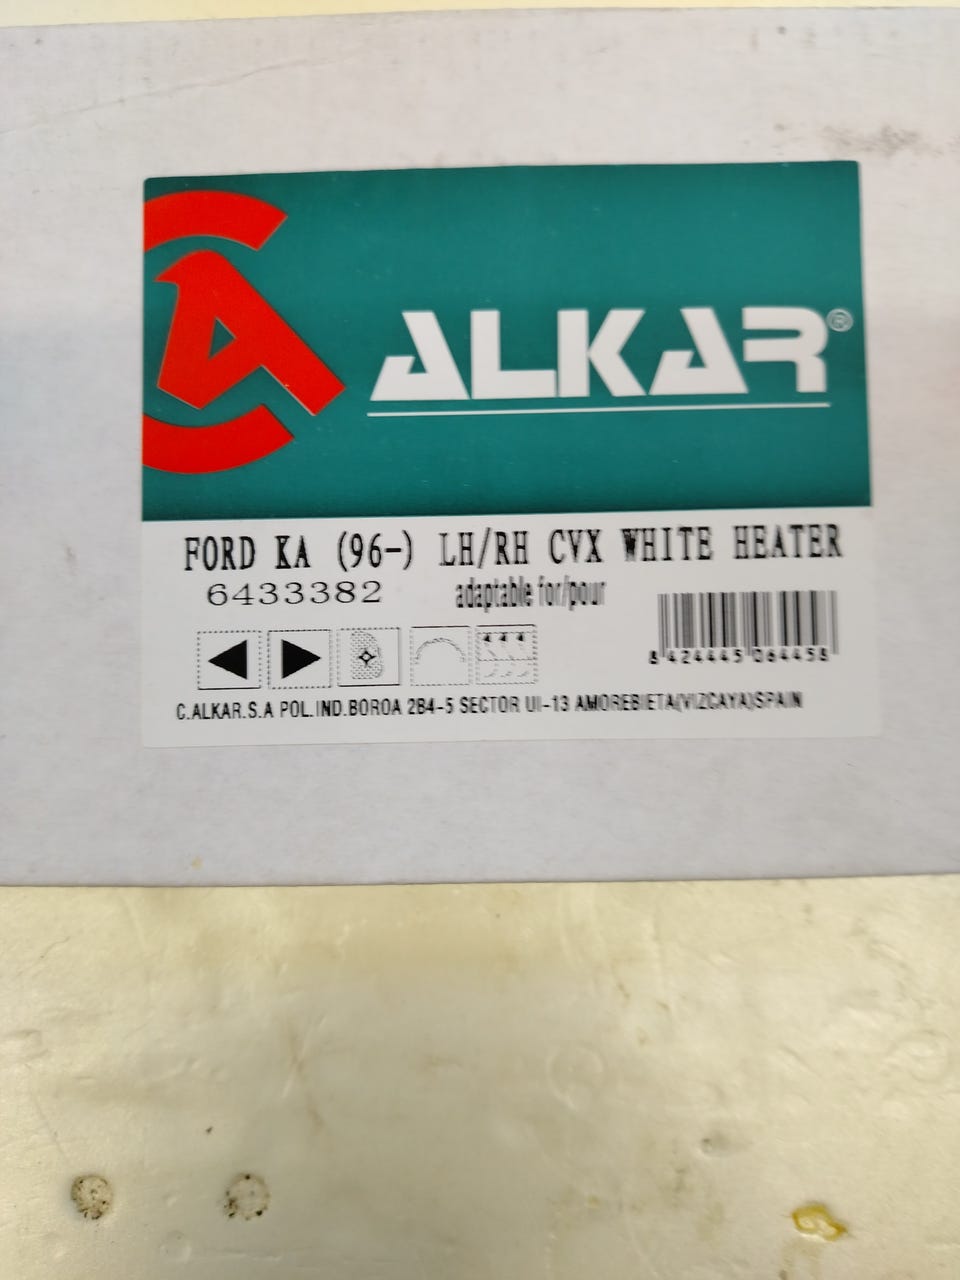 ALKAR®
FORD KA (96-) LH/RH CVX WHITE HEATER
6433382 adaptable for/pour
8 424445 064458
C.ALKAR.S.A POL.IND.BOROA 2B4-5 SECTOR UI-13 AMOREBIETA(VIZCAYA)SPAIN